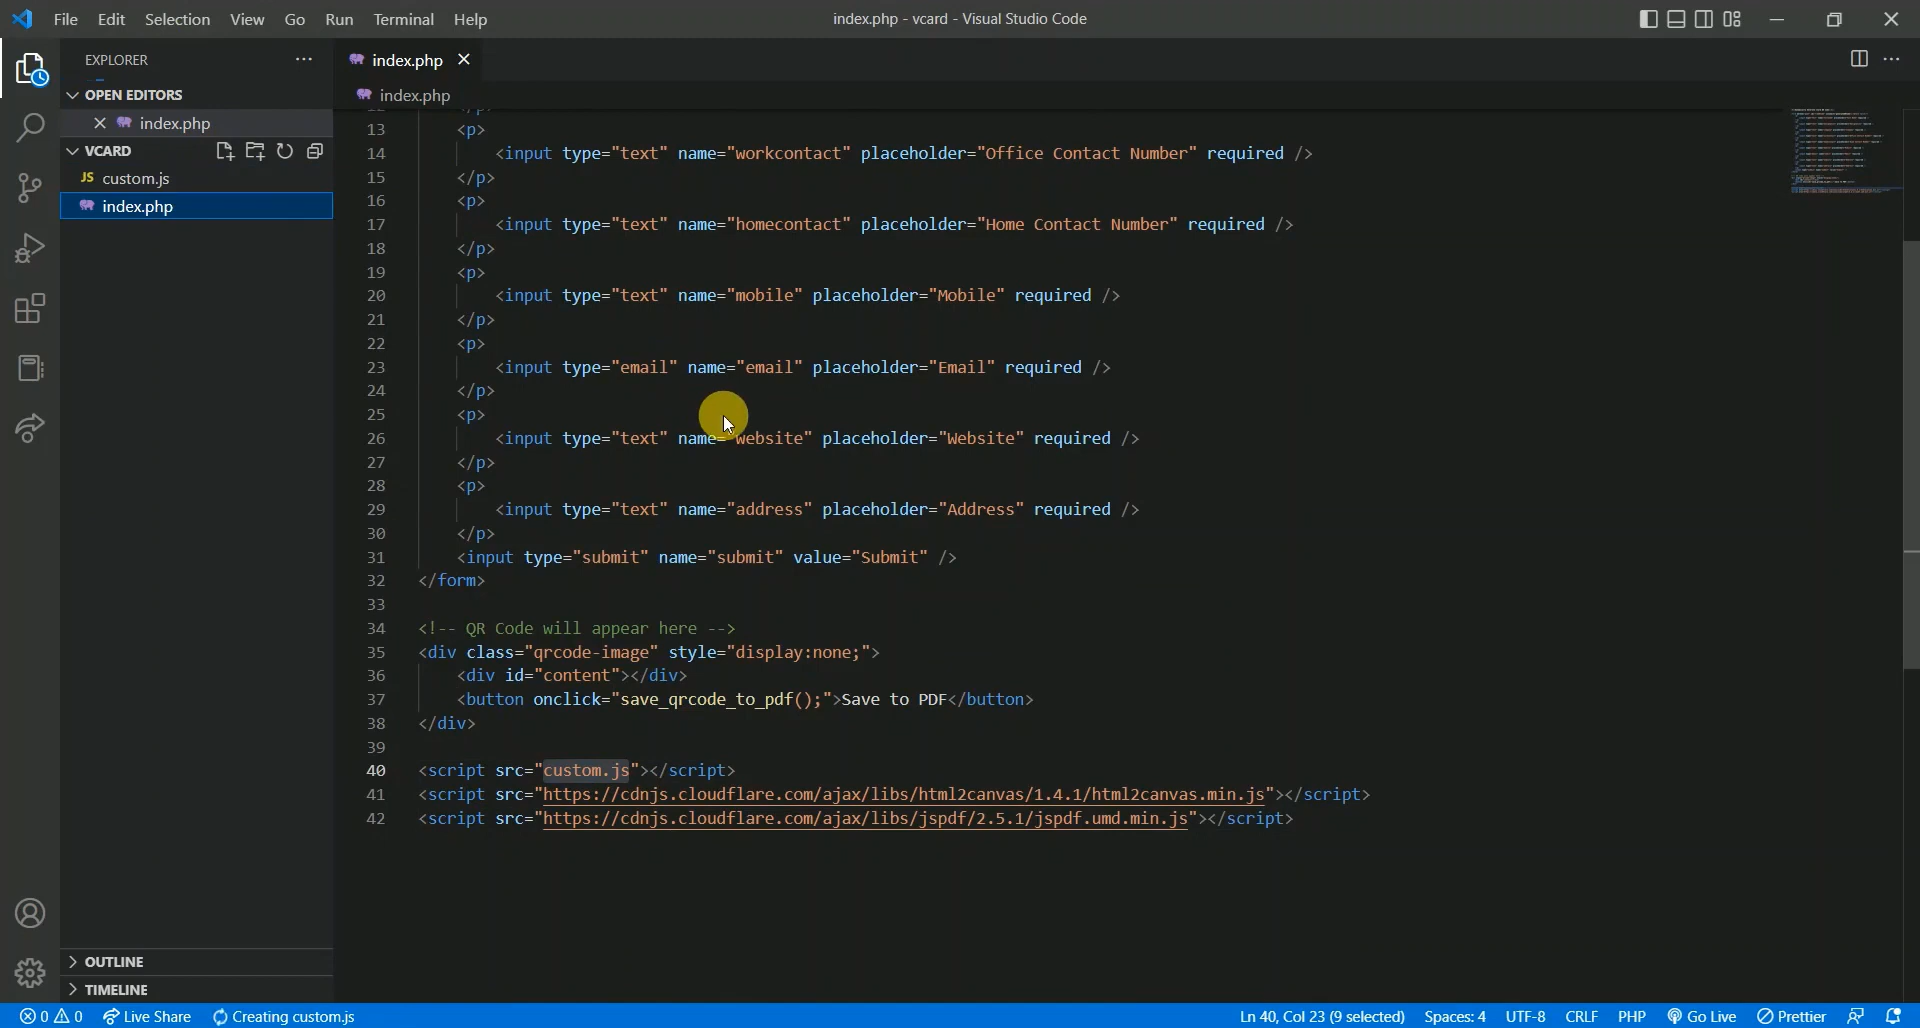 File Edit Selection View Go Run Terminal Help
index.php - vcard - Visual Studio Code
EXPLORER
OPEN EDITORS
index.php
VCARD
JS custom.js
index.php
OUTLINE
TIMELINE
index.php
index.php
13 <p>
14 <input type="text" name="workcontact" placeholder="Office Contact Number" required />
15 </p>
16 <p>
17 <input type="text" name="homecontact" placeholder="Home Contact Number" required />
18 </p>
19 <p>
20 <input type="text" name="mobile" placeholder="Mobile" required />
21 </p>
22 <p>
23 <input type="email" name="email" placeholder="Email" required />
24 </p>
25 <p>
26 <input type="text" name="website" placeholder="Website" required />
27 </p>
28 <p>
29 <input type="text" name="address" placeholder="Address" required />
30 </p>
31 <input type="submit" name="submit" value="Submit" />
32 </form>
33
34 <!-- QR Code will appear here -->
35 <div class="qrcode-image" style="display:none;">
36 <div id="content"></div>
37 <button onclick="save_qrcode_to_pdf();">Save to PDF</button>
38 </div>
39
40 <script src="custom.js"></script>
41 <script src="https://cdnjs.cloudflare.com/ajax/libs/html2canvas/1.4.1/html2canvas.min.js"></script>
42 <script src="https://cdnjs.cloudflare.com/ajax/libs/jspdf/2.5.1/jspdf.umd.min.js"></script>
0 0 Live Share Creating custom.js
Ln 40, Col 23 (9 selected) Spaces: 4 UTF-8 CRLF PHP Go Live Prettier